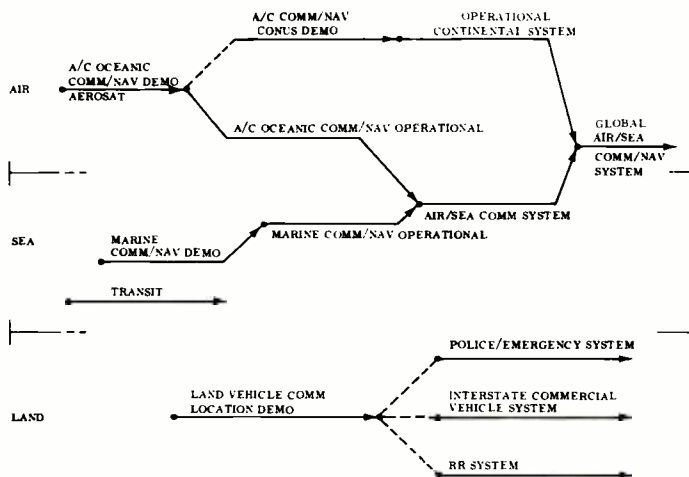 A/C COMM/NAV
CONUS DEMO
OPERATIONAL
CONTINENTAL SYSTEM
A/C OCEANIC
COMM/NAV DEMO
AEROSAT
AIR
A/C OCEANIC COMM/NAV OPERATIONAL
GLOBAL
AIR/SEA
COMM/NAV
SYSTEM
AIR/SEA COMM SYSTEM
SEA
MARINE
COMM/NAV DEMO
MARINE COMM/NAV OPERATIONAL
TRANSIT
POLICE/EMERGENCY SYSTEM
LAND VEHICLE COMM
LOCATION DEMO
INTERSTATE COMMERCIAL
VEHICLE SYSTEM
LAND
RR SYSTEM